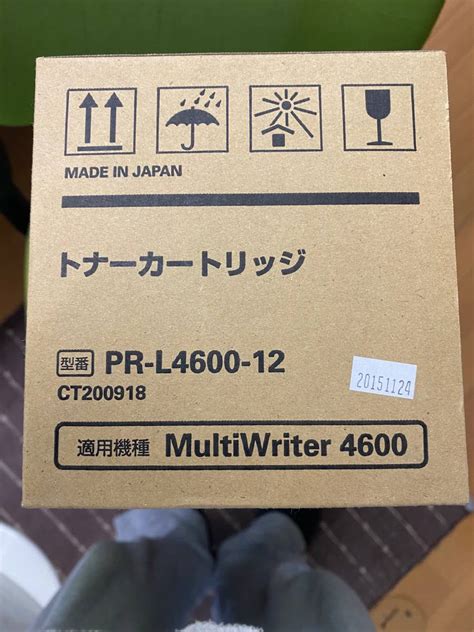 MADE IN JAPAN
トナーカートリッジ
型番 PR-L4600-12
20151124
CT200918
適用機種 MultiWriter 4600